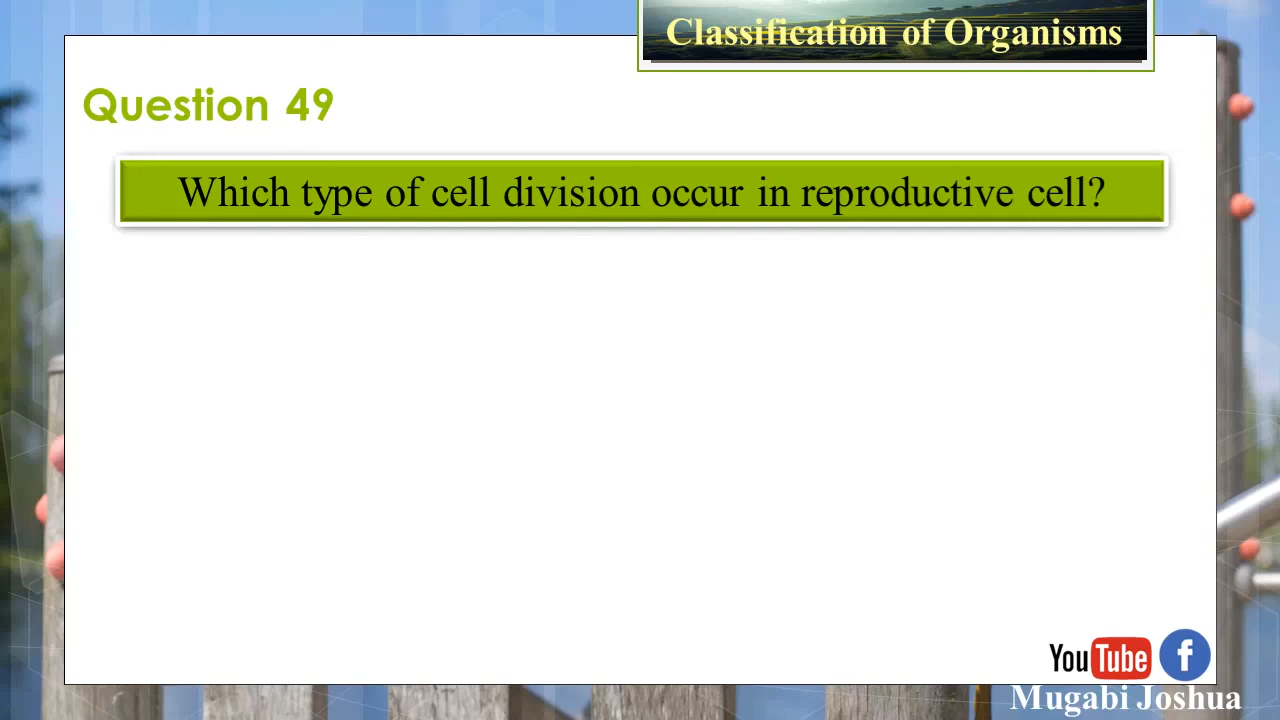 Classification of Organisms
Question 49
Which type of cell division occur in reproductive cell?
YouTube f
Mugabi Joshua